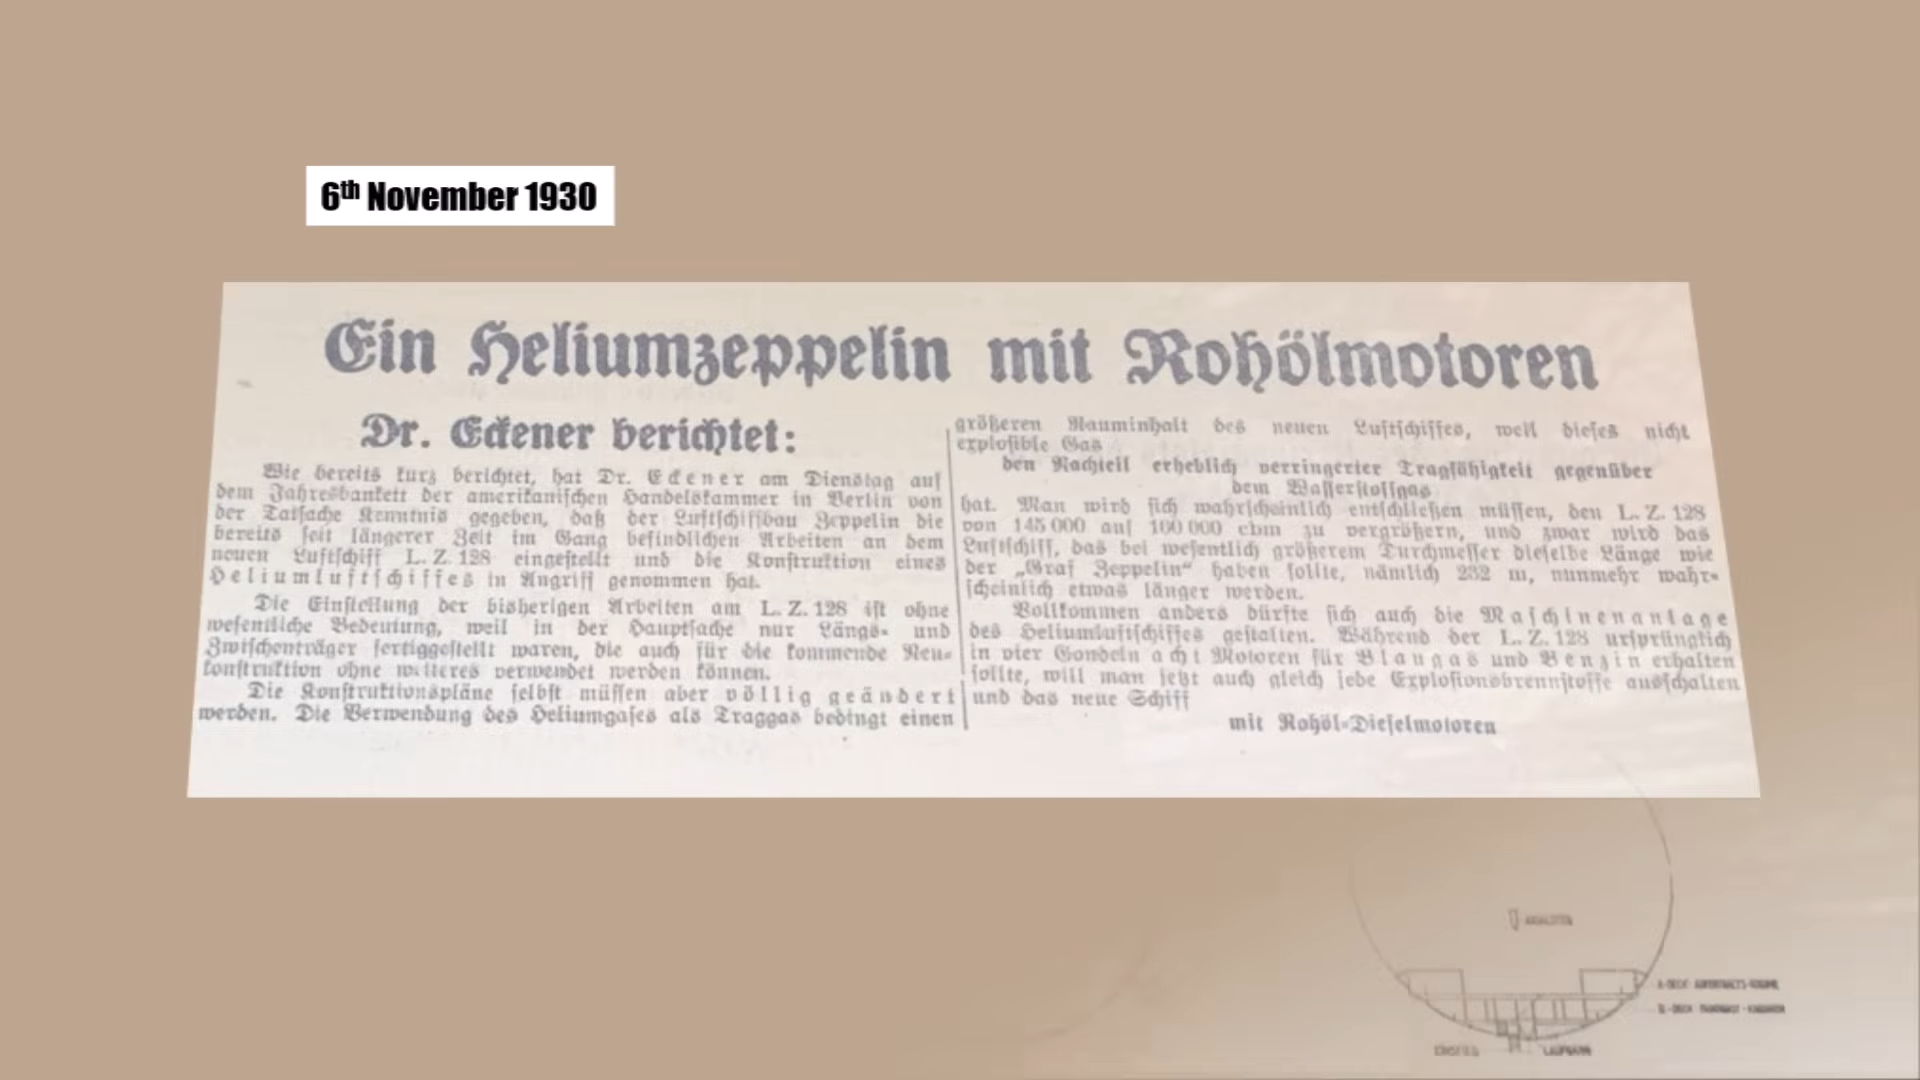 6th November 1930
Ein Heliumzeppelin mit Rohölmotoren
Dr. Eckener berichtet:
Wie bereits kurz berichtet, hat Dr. Eckener am Dienstag auf
dem Jahresbankett der amerikanischen Handelskammer in Berlin von
der Tatsache Kenntnis gegeben, daß der Luftschiffbau Zeppelin die
bereits seit längerer Zeit im Gang befindlichen Arbeiten an dem
neuen Luftschiff L. Z. 128 eingestellt und die Konstruktion eines
Heliumluftschiffes in Angriff genommen hat.
Die Einstellung der bisherigen Arbeiten am L. Z. 128 ist ohne
wesentliche Bedeutung, weil in der Hauptsache nur Längs- und
Zwischenträger fertiggestellt waren, die auch für die kommende Neu-
konstruktion ohne weiteres verwendet werden können.
Die Konstruktionspläne selbst müssen aber völlig geändert
werden. Die Verwendung des Heliumgases als Traggas bedingt einen
größeren Rauminhalt des neuen Luftschiffes, weil dieses nicht
explosible Gas
den Nachteil erheblich verringerter Tragfähigkeit gegenüber
dem Wasserstoffgas
hat. Man wird sich wahrscheinlich entschließen müssen, den L. Z. 128
von 145 000 auf 100 000 cbm zu vergrößern, und zwar wird das
Luftschiff, das bei wesentlich größerem Durchmesser dieselbe Länge wie
der „Graf Zeppelin“ haben sollte, nämlich 232 m, nunmehr wahr-
scheinlich etwas länger werden.
Vollkommen anders dürfte sich auch die Maschinenanlage
des Heliumluftschiffes gestalten. Während der L. Z. 128 ursprünglich
in vier Gondeln acht Motoren für Blaugas und Benzin erhalten
sollte, will man jetzt auch gleich jede Explosionsbrennstoffe ausschalten
und das neue Schiff
mit Rohöl-Dieselmotoren